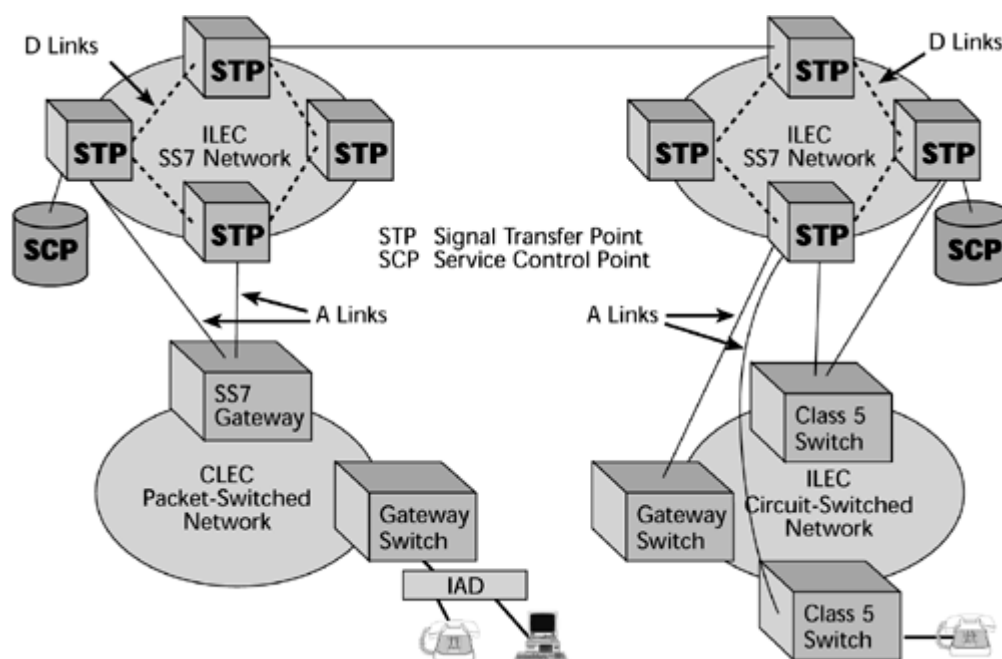 D Links
STP
STP
STP
STP
ILEC
SS7 Network
SCP
D Links
STP
STP
STP
STP
ILEC
SS7 Network
SCP
STP Signal Transfer Point
SCP Service Control Point
A Links
A Links
SS7
Gateway
CLEC
Packet-Switched
Network
Gateway
Switch
IAD
Class 5
Switch
ILEC
Circuit-Switched
Network
Gateway
Switch
Class 5
Switch